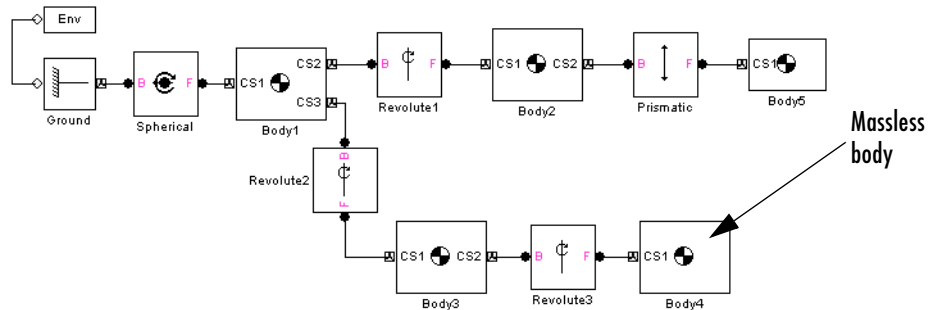 Env
Ground
B F
Spherical
CS1 CS2
CS3
Body1
B F
Revolute1
CS1 CS2
Body2
B F
Prismatic
CS1
Body5
Massless
body
Revolute2
B
F
CS1 CS2
Body3
B F
Revolute3
CS1
Body4